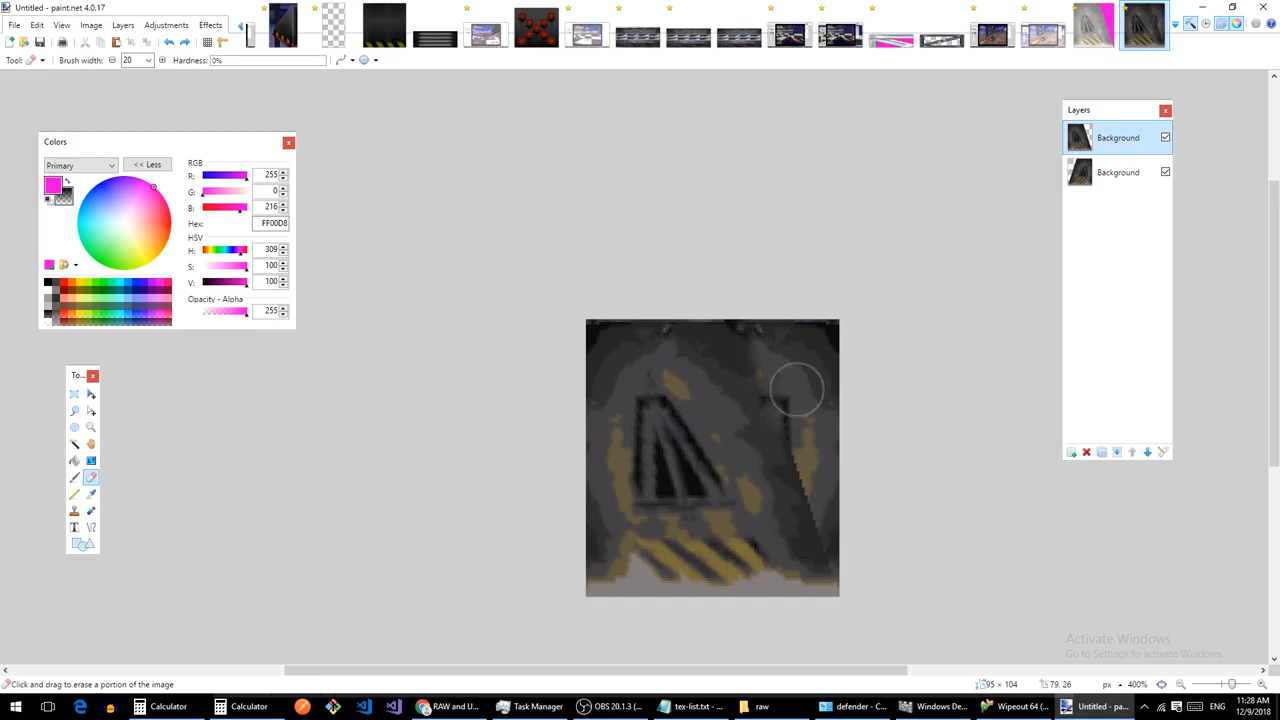 Untitled - paint.net 4.0.17
File Edit View Image Layers Adjustments Effects
Tool: Brush width: 20 Hardness: 0%
Colors
Primary << Less
RGB
R: 255
G: 0
B: 216
Hex: FF00D8
HSV
H: 309
S: 100
V: 100
Opacity - Alpha
255
To...
Layers
Background
Background
Activate Windows
Go to Settings to activate Windows.
Click and drag to erase a portion of the image
95 × 104 79, 26 px 400%
Calculator Calculator RAW and U... Task Manager OBS 20.1.3 (... tex-list.txt - ... raw defender - C... Windows De... Wipeout 64 (... Untitled - pa... ENG
11:28 AM
12/9/2018